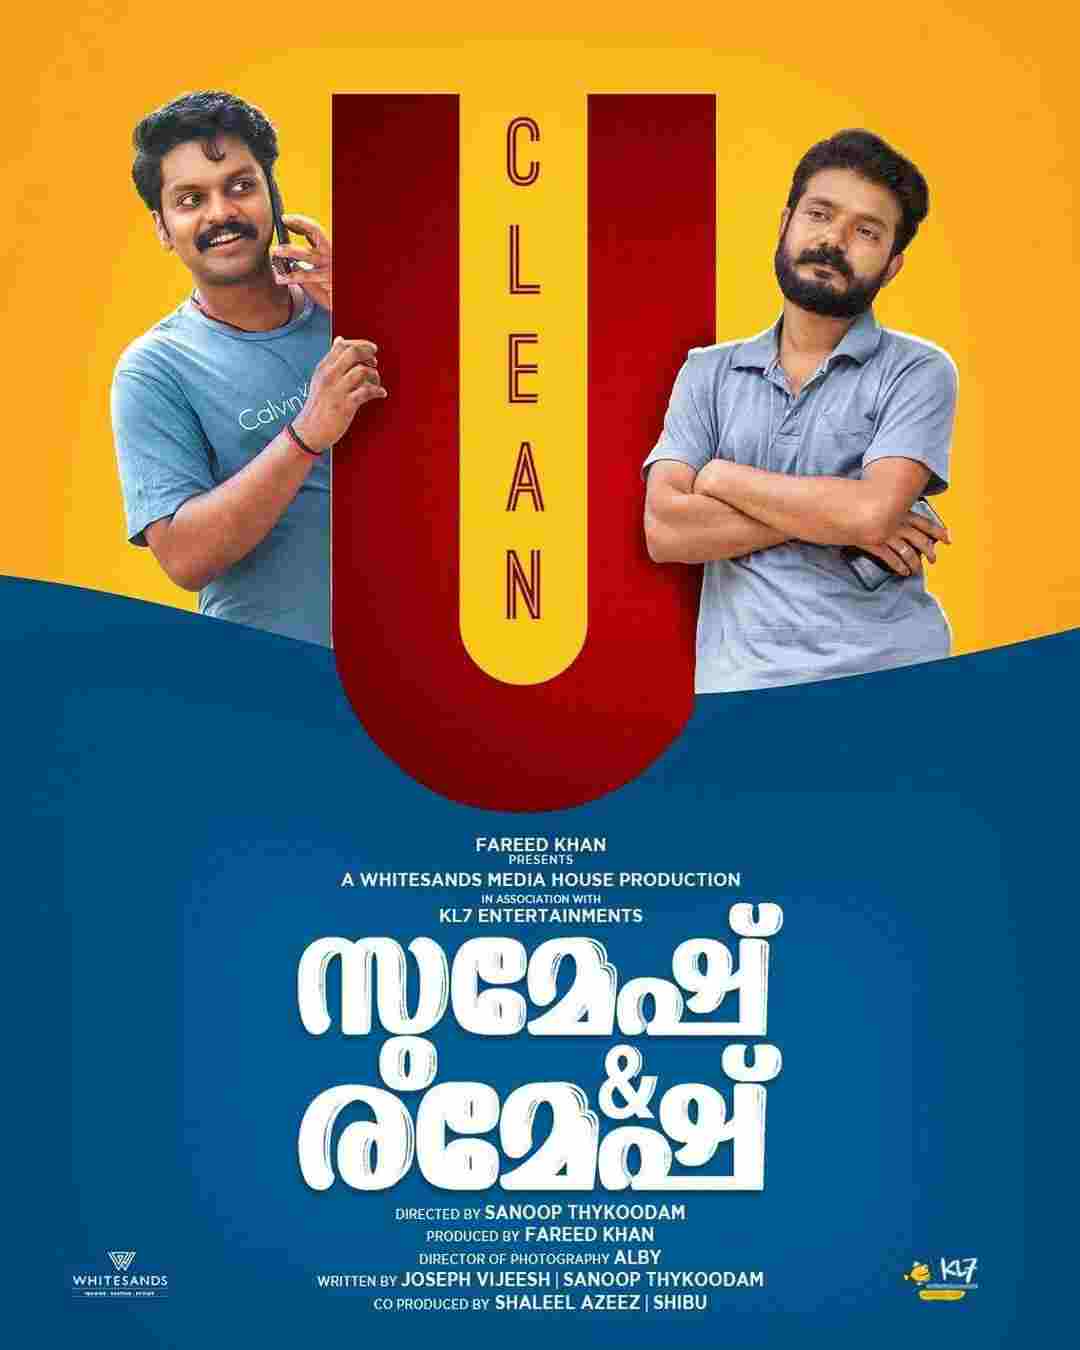 U
CLEAN
Calvin K
FAREED KHAN
PRESENTS
A WHITESANDS MEDIA HOUSE PRODUCTION
IN ASSOCIATION WITH
KL7 ENTERTAINMENTS
സുമേഷ്
&
രമേഷ്
DIRECTED BY SANOOP THYKOODAM
PRODUCED BY FAREED KHAN
DIRECTOR OF PHOTOGRAPHY ALBY
WRITTEN BY JOSEPH VIJEESH | SANOOP THYKOODAM
CO PRODUCED BY SHALEEL AZEEZ | SHIBU
WHITESANDS
KL7